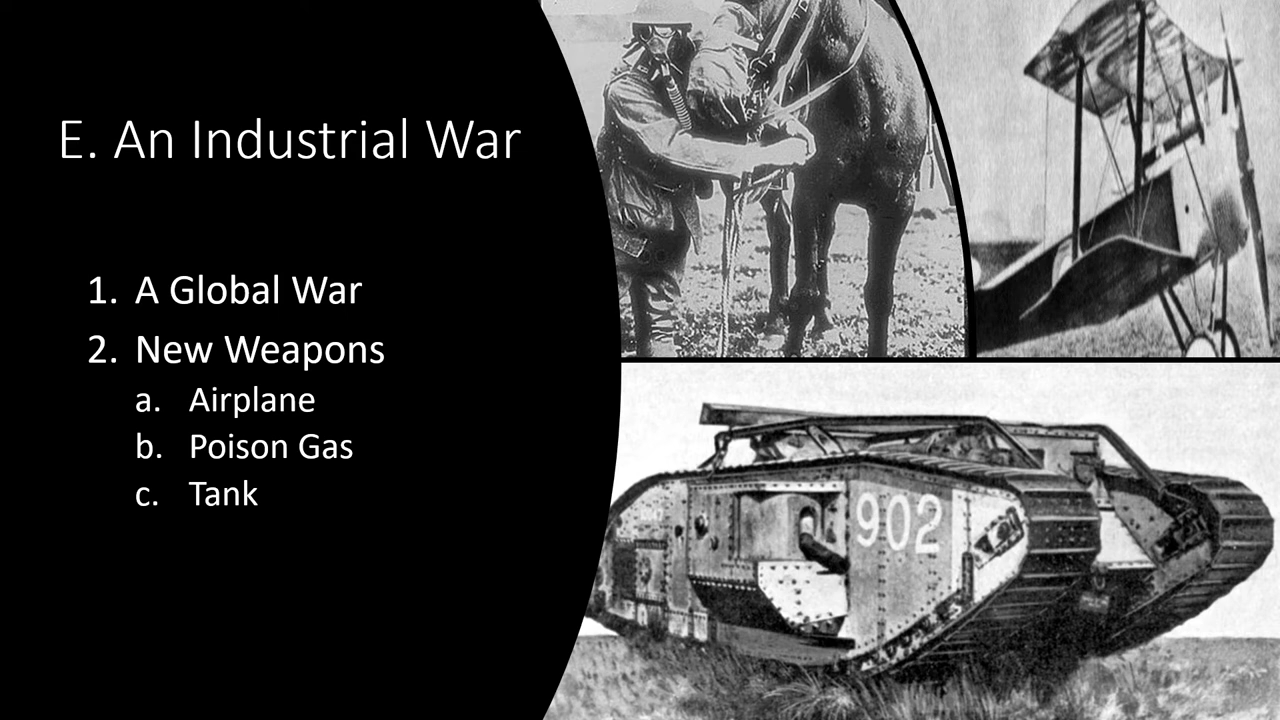 E. An Industrial War
1. A Global War
2. New Weapons
a. Airplane
b. Poison Gas
c. Tank
902